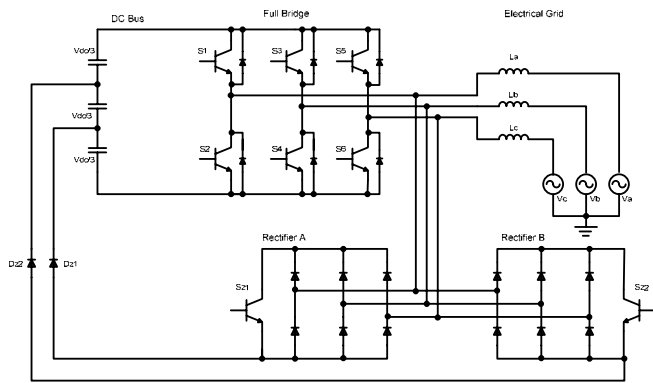 DC Bus
Full Bridge
Electrical Grid
Vdc/3
Vdc/3
Vdc/3
S1
S3
S5
S2
S4
S6
La
Lb
Lc
Vc
Vb
Va
Rectifier A
Rectifier B
Dz2
Dz1
Sz1
Sz2